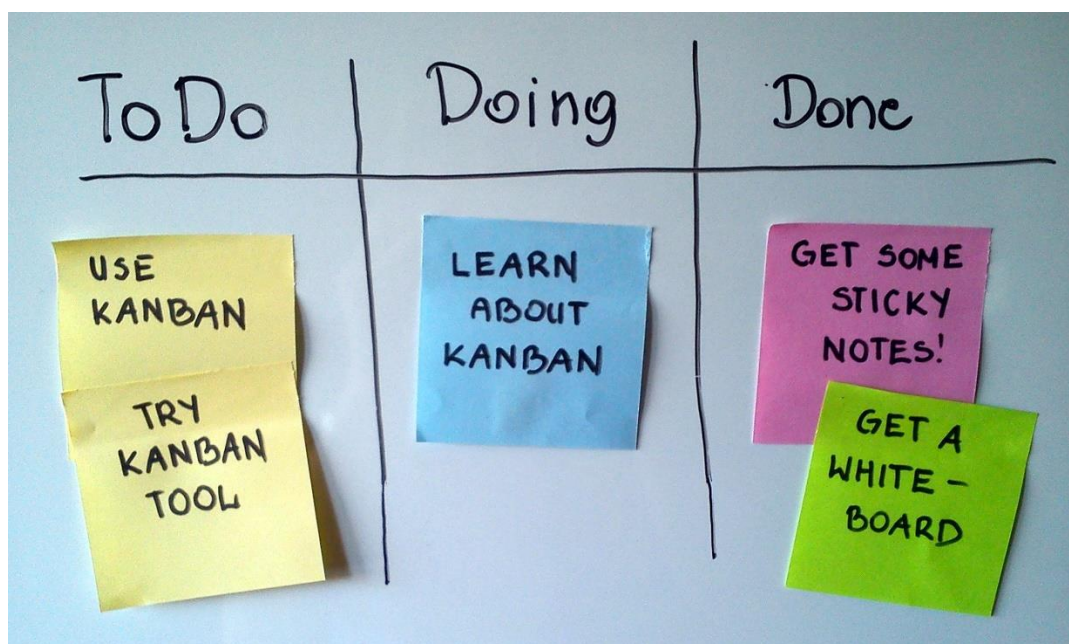 To Do
Doing
Done
USE
KANBAN
TRY
KANBAN
TOOL
LEARN
ABOUT
KANBAN
GET SOME
STICKY
NOTES!
GET A
WHITE-
BOARD